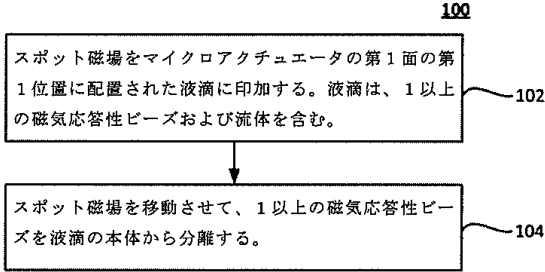 100
スポット磁場をマイクロアクチュエータの第１面の第
１位置に配置された液滴に印加する。液滴は、１以上
の磁気応答性ビーズおよび流体を含む。
102
スポット磁場を移動させて、１以上の磁気応答性ビー
ズを液滴の本体から分離する。
104